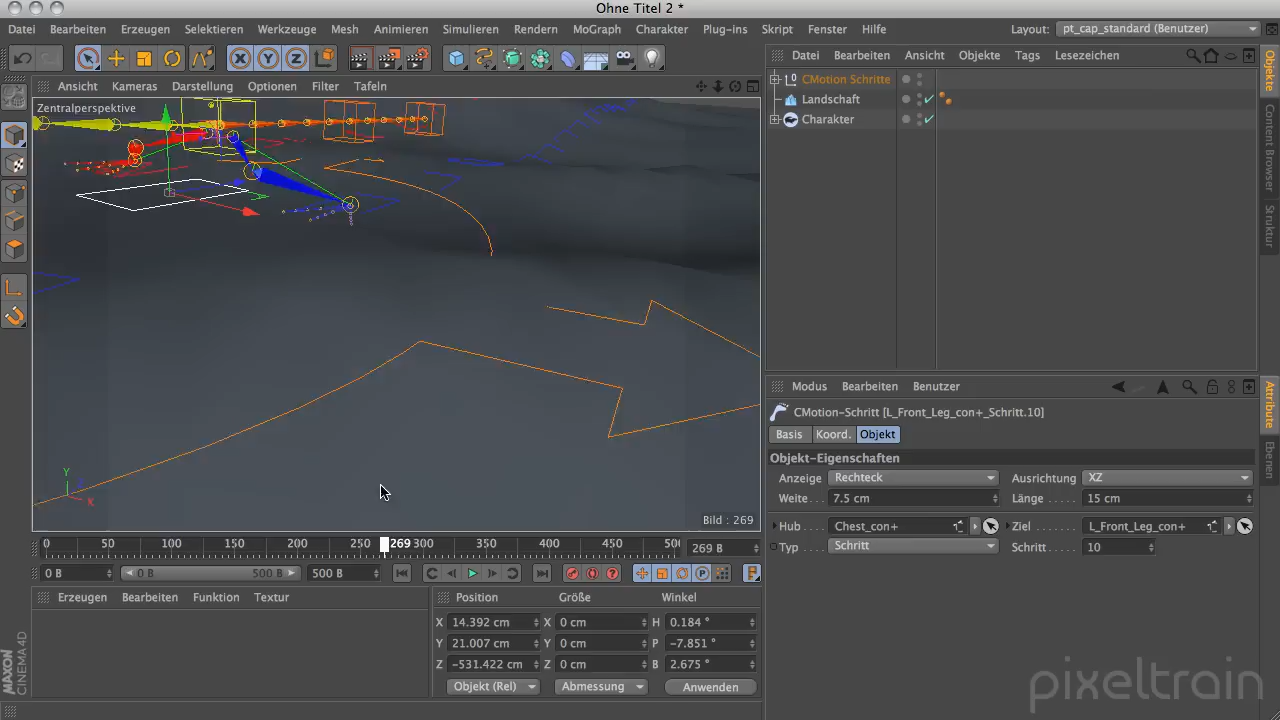 Ohne Titel 2 *
Datei Bearbeiten Erzeugen Selektieren Werkzeuge Mesh Animieren Simulieren Rendern MoGraph Charakter Plug-ins Skript Fenster Hilfe Layout: pt_cap_standard (Benutzer)
X Y Z
Datei Bearbeiten Ansicht Objekte Tags Lesezeichen
Objekte
Content Browser
Struktur
CMotion Schritte
Landschaft
Charakter
Ansicht Kameras Darstellung Optionen Filter Tafeln
Zentralperspektive
Y
X
Bild : 269
0 50 100 150 200 250 269 300 350 400 450 500 269 B
0 B 0 B 500 B 500 B
Erzeugen Bearbeiten Funktion Textur
Position Größe Winkel
X 14.392 cm X 0 cm H 0.184 °
Y 21.007 cm Y 0 cm P -7.851 °
Z -531.422 cm Z 0 cm B 2.675 °
Objekt (Rel) Abmessung Anwenden
MAXON
CINEMA 4D
Modus Bearbeiten Benutzer
Attribute
Ebenen
CMotion-Schritt [L_Front_Leg_con+_Schritt.10]
Basis Koord. Objekt
Objekt-Eigenschaften
Anzeige Rechteck Ausrichtung XZ
Weite 7.5 cm Länge 15 cm
Hub Chest_con+ Ziel L_Front_Leg_con+
Typ Schritt Schritt 10
pixeltrain